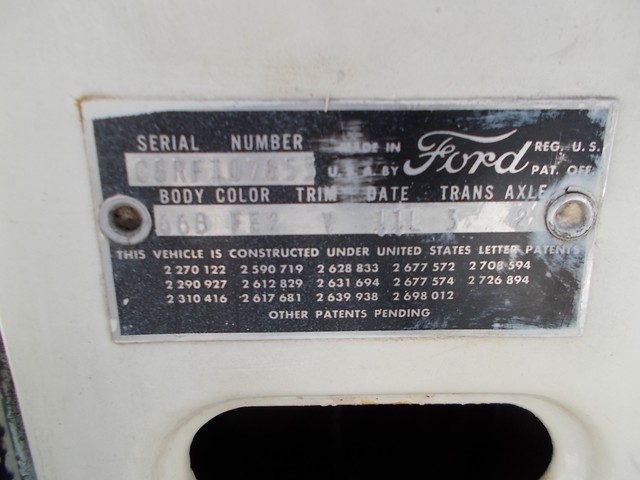 SERIAL NUMBER MADE IN Ford REG. U.S.
U.S.A. BY PAT. OFF.
BODY COLOR TRIM DATE TRANS AXLE
THIS VEHICLE IS CONSTRUCTED UNDER UNITED STATES LETTER PATENTS
2 270 122 2 590 719 2 628 833 2 677 572 2 708 594
2 290 927 2 612 829 2 631 694 2 677 574 2 726 894
2 310 416 2 617 681 2 639 938 2 698 012
OTHER PATENTS PENDING